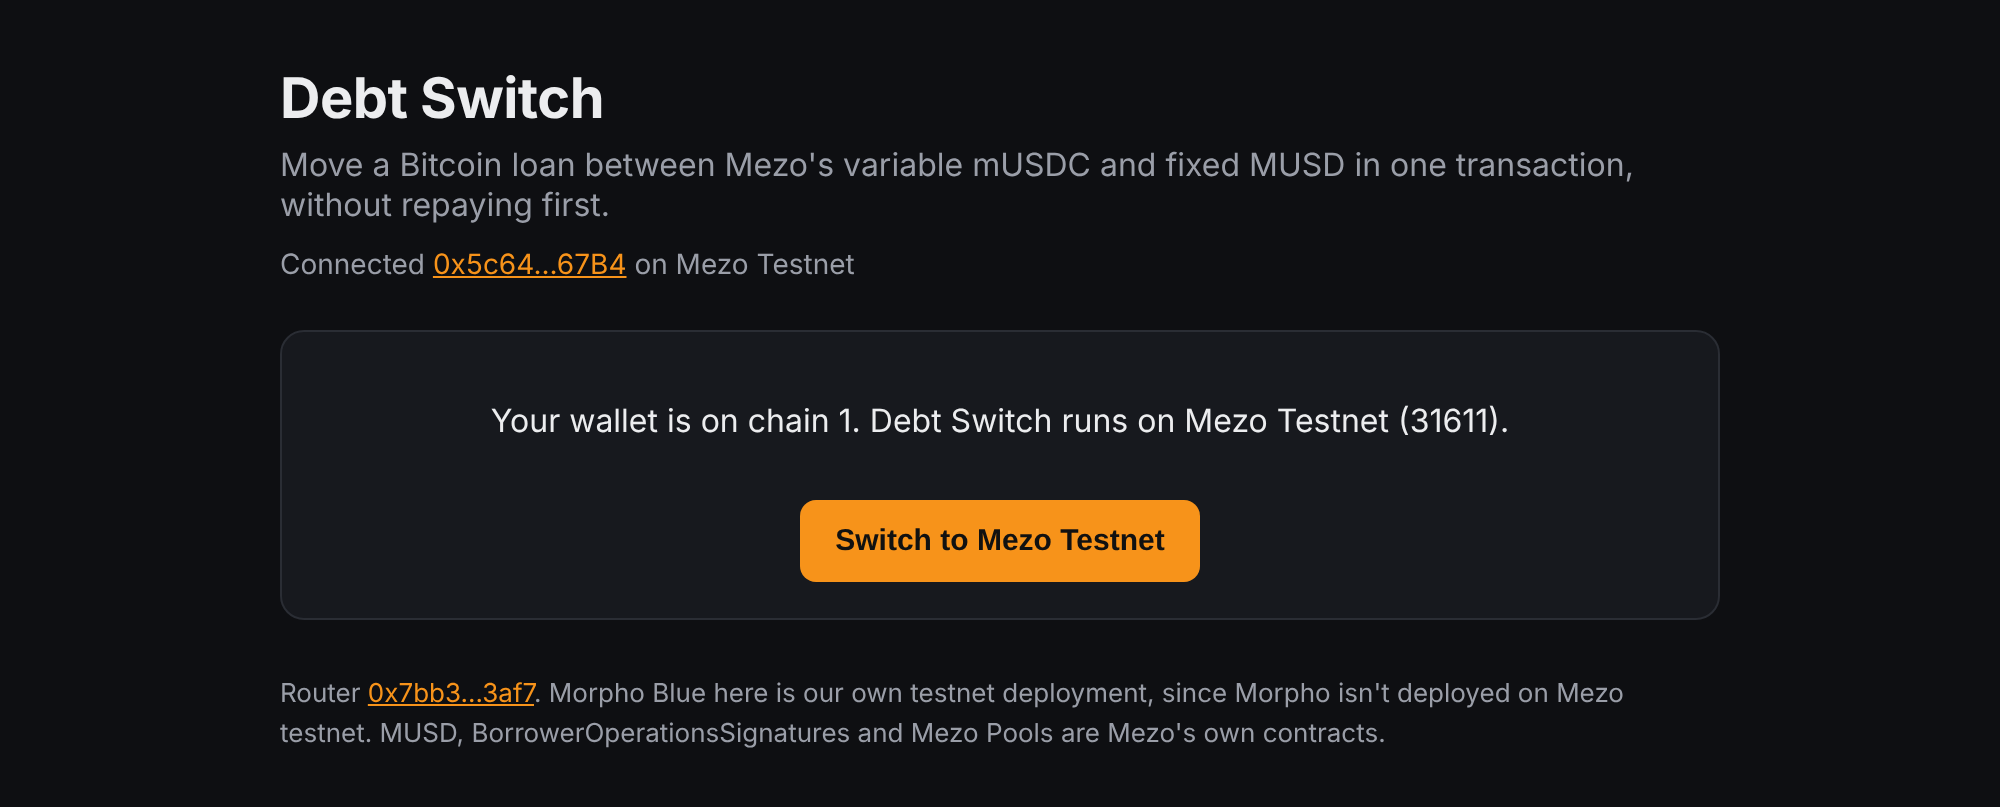 Debt Switch
Move a Bitcoin loan between Mezo's variable mUSDC and fixed MUSD in one transaction,
without repaying first.
Connected 0x5c64...67B4 on Mezo Testnet
Your wallet is on chain 1. Debt Switch runs on Mezo Testnet (31611).
Switch to Mezo Testnet
Router 0x7bb3...3af7. Morpho Blue here is our own testnet deployment, since Morpho isn't deployed on Mezo
testnet. MUSD, BorrowerOperationsSignatures and Mezo Pools are Mezo's own contracts.